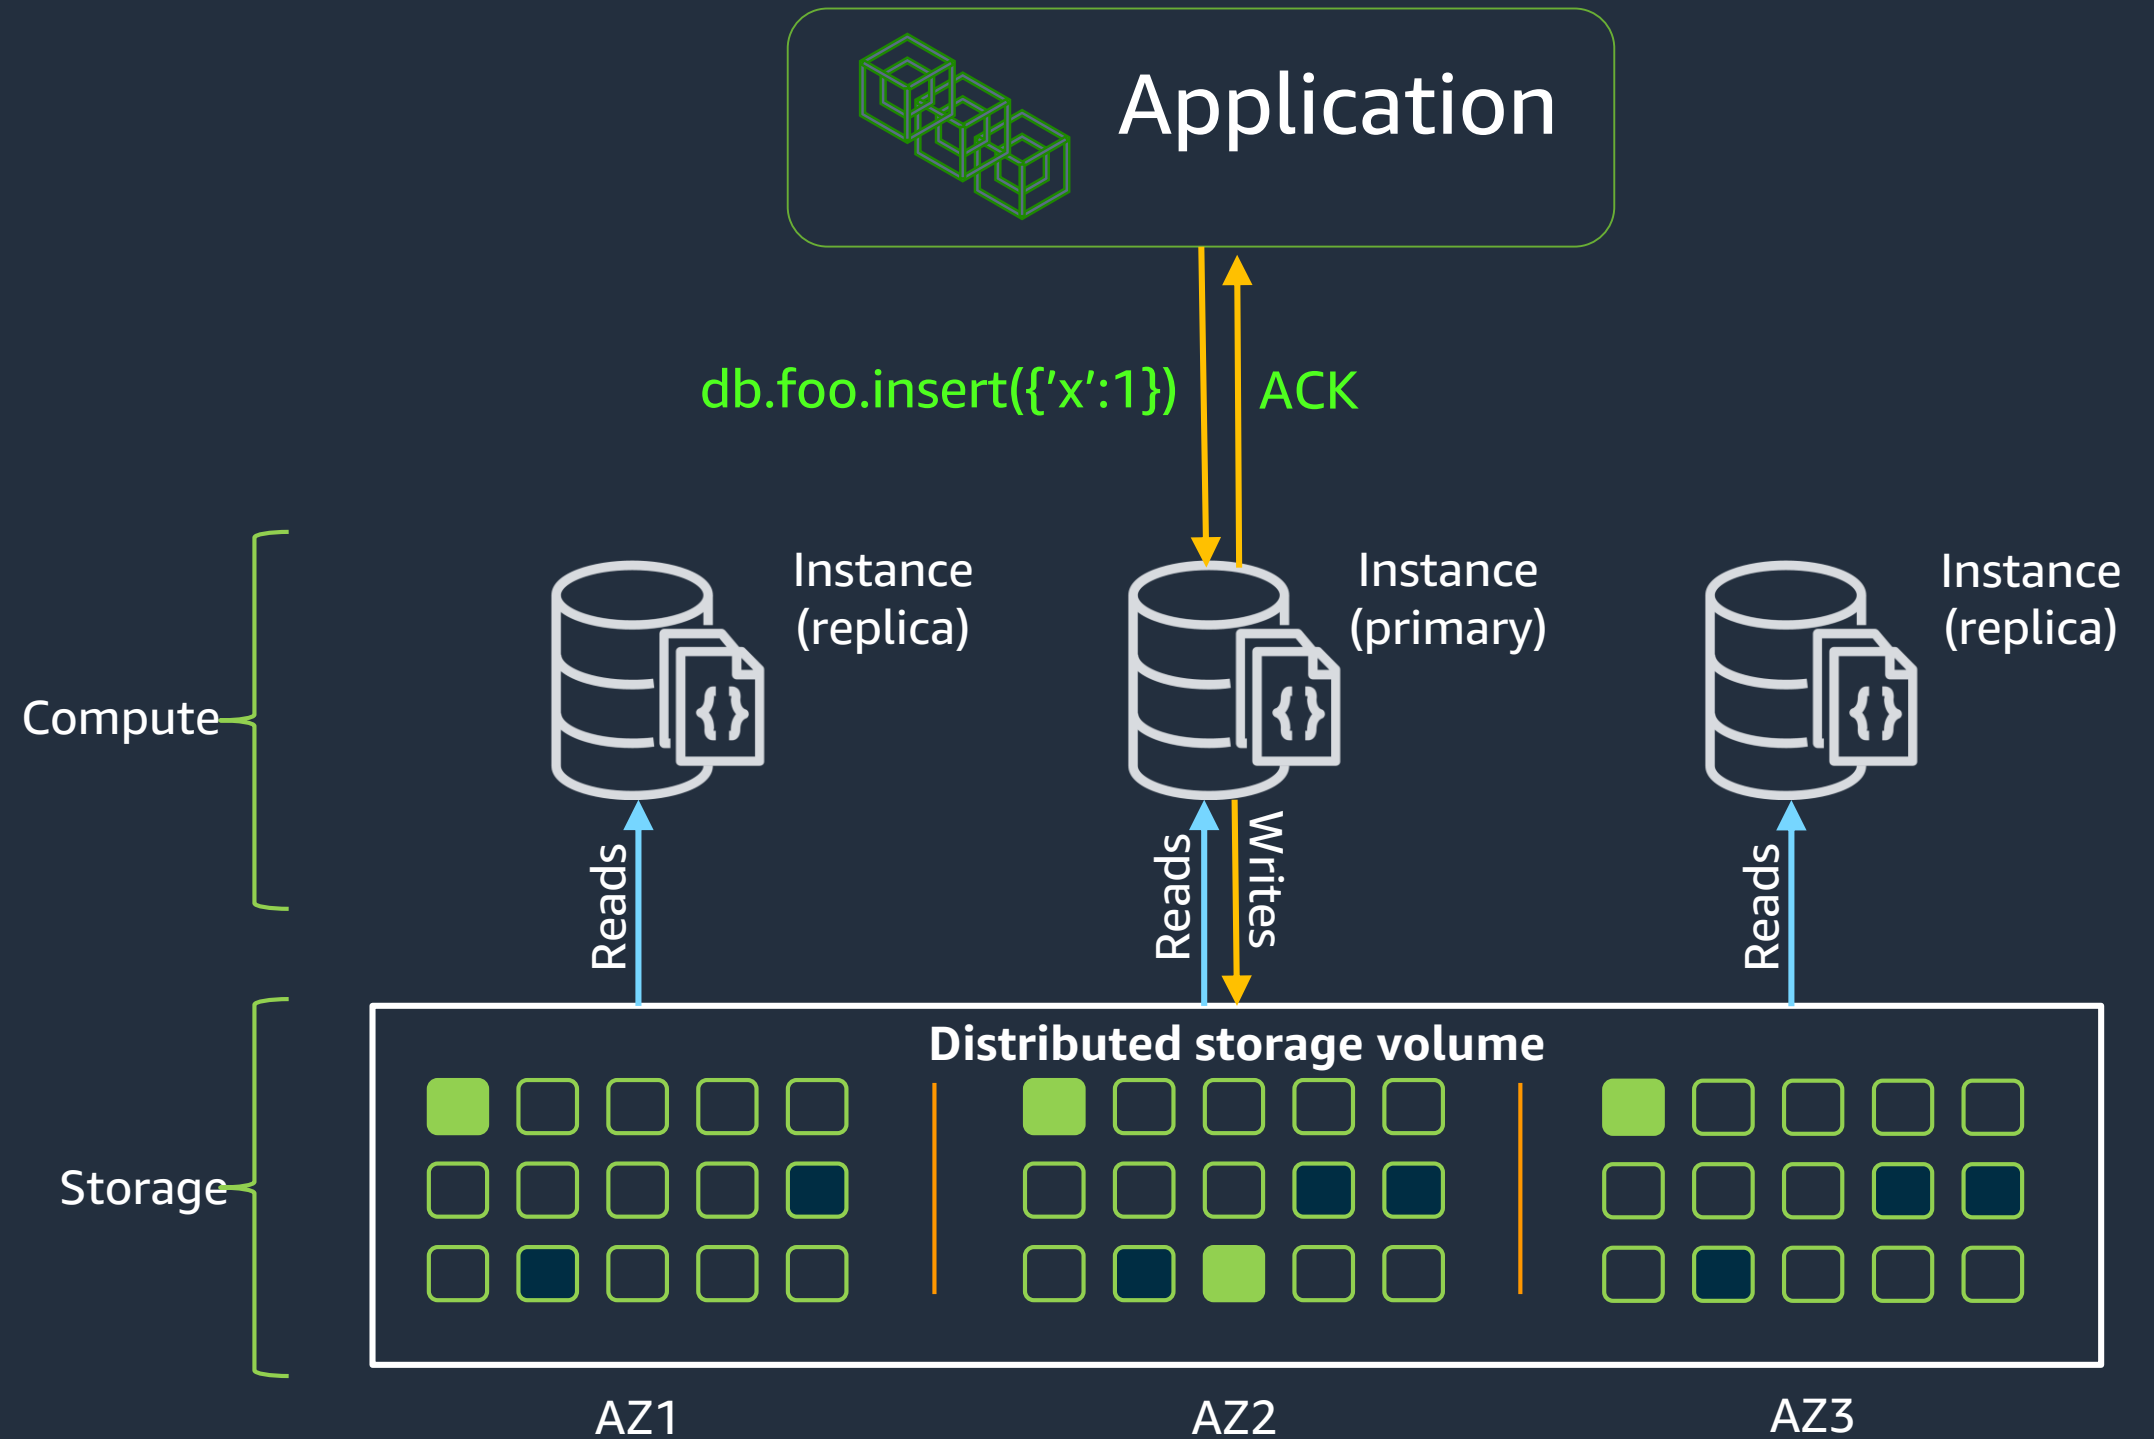 Application
db.foo.insert({’x’:1})
ACK
Instance
(replica)
Instance
(primary)
Instance
(replica)
Compute
{}
{}
{}
Reads
Reads
Writes
Reads
Distributed storage volume
Storage
AZ1
AZ2
AZ3